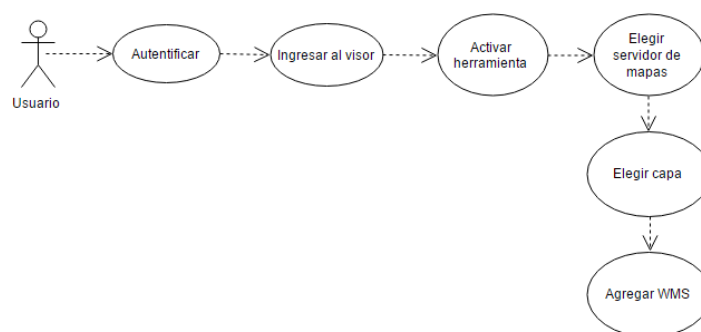 Usuario
Autentificar
Ingresar al visor
Activar
herramienta
Elegir
servidor de
mapas
Elegir capa
Agregar WMS